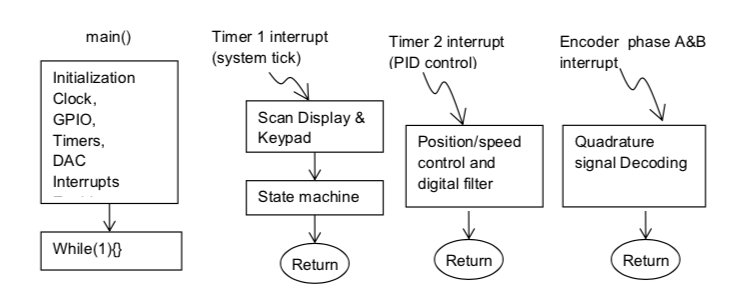 main()
Initialization
Clock,
GPIO,
Timers,
DAC
Interrupts
While(1){}
Timer 1 interrupt
(system tick)
Scan Display &
Keypad
State machine
Return
Timer 2 interrupt
(PID control)
Position/speed
control and
digital filter
Return
Encoder phase A&B
interrupt
Quadrature
signal Decoding
Return